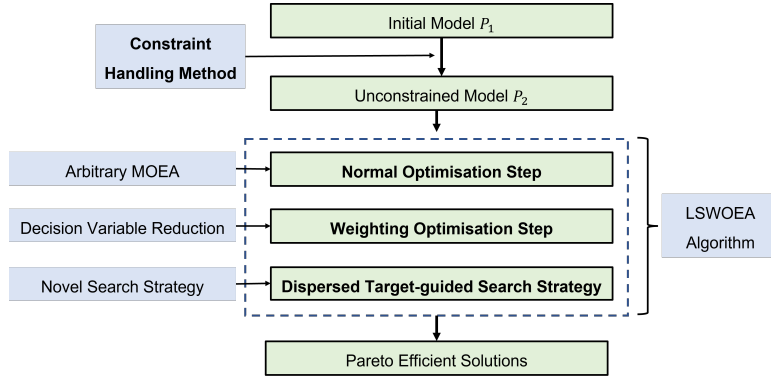 Initial Model P₁
Constraint
Handling Method
Unconstrained Model P₂
Arbitrary MOEA
Normal Optimisation Step
Decision Variable Reduction
Weighting Optimisation Step
LSWOEA
Algorithm
Novel Search Strategy
Dispersed Target-guided Search Strategy
Pareto Efficient Solutions